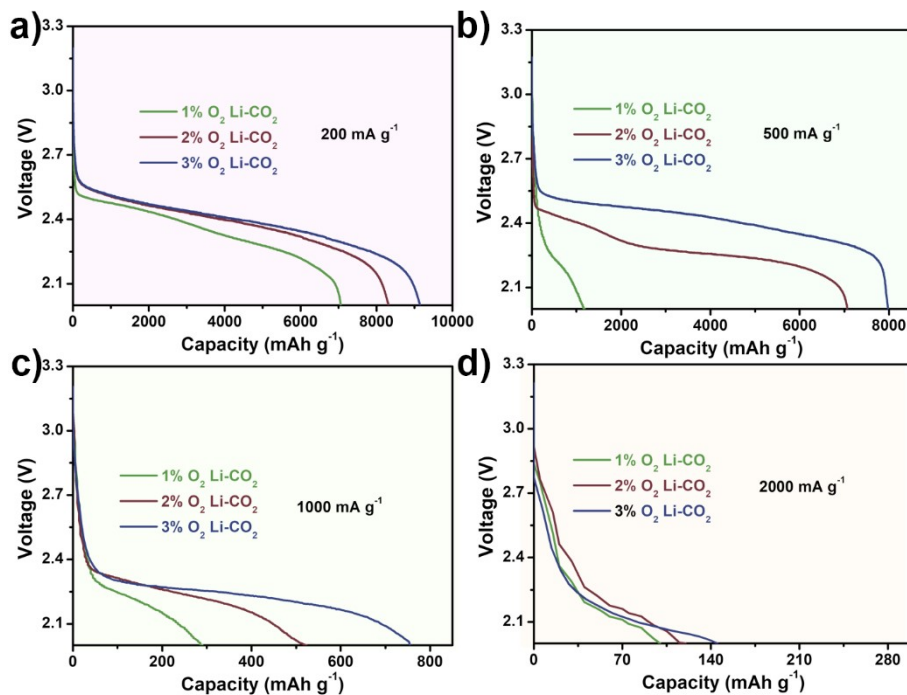 a)
3.3
3.0
2.7
2.4
2.1
Voltage (V)
1% O₂ Li-CO₂
2% O₂ Li-CO₂
3% O₂ Li-CO₂
200 mA g⁻¹
0 2000 4000 6000 8000 10000
Capacity (mAh g⁻¹)
b)
3.3
3.0
2.7
2.4
2.1
Voltage (V)
1% O₂ Li-CO₂
2% O₂ Li-CO₂
3% O₂ Li-CO₂
500 mA g⁻¹
0 2000 4000 6000 8000
Capacity (mAh g⁻¹)
c)
3.3
3.0
2.7
2.4
2.1
Voltage (V)
1% O₂ Li-CO₂
2% O₂ Li-CO₂
3% O₂ Li-CO₂
1000 mA g⁻¹
0 200 400 600 800
Capacity (mAh g⁻¹)
d)
3.3
3.0
2.7
2.4
2.1
Voltage (V)
1% O₂ Li-CO₂
2% O₂ Li-CO₂
3% O₂ Li-CO₂
2000 mA g⁻¹
0 70 140 210 280
Capacity (mAh g⁻¹)